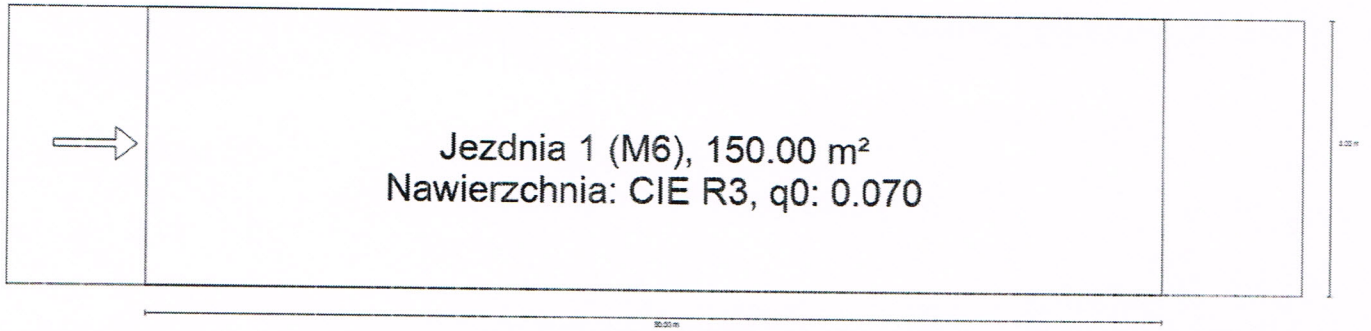 Jezdnia 1 (M6), 150.00 m²
Nawierzchnia: CIE R3, q0: 0.070